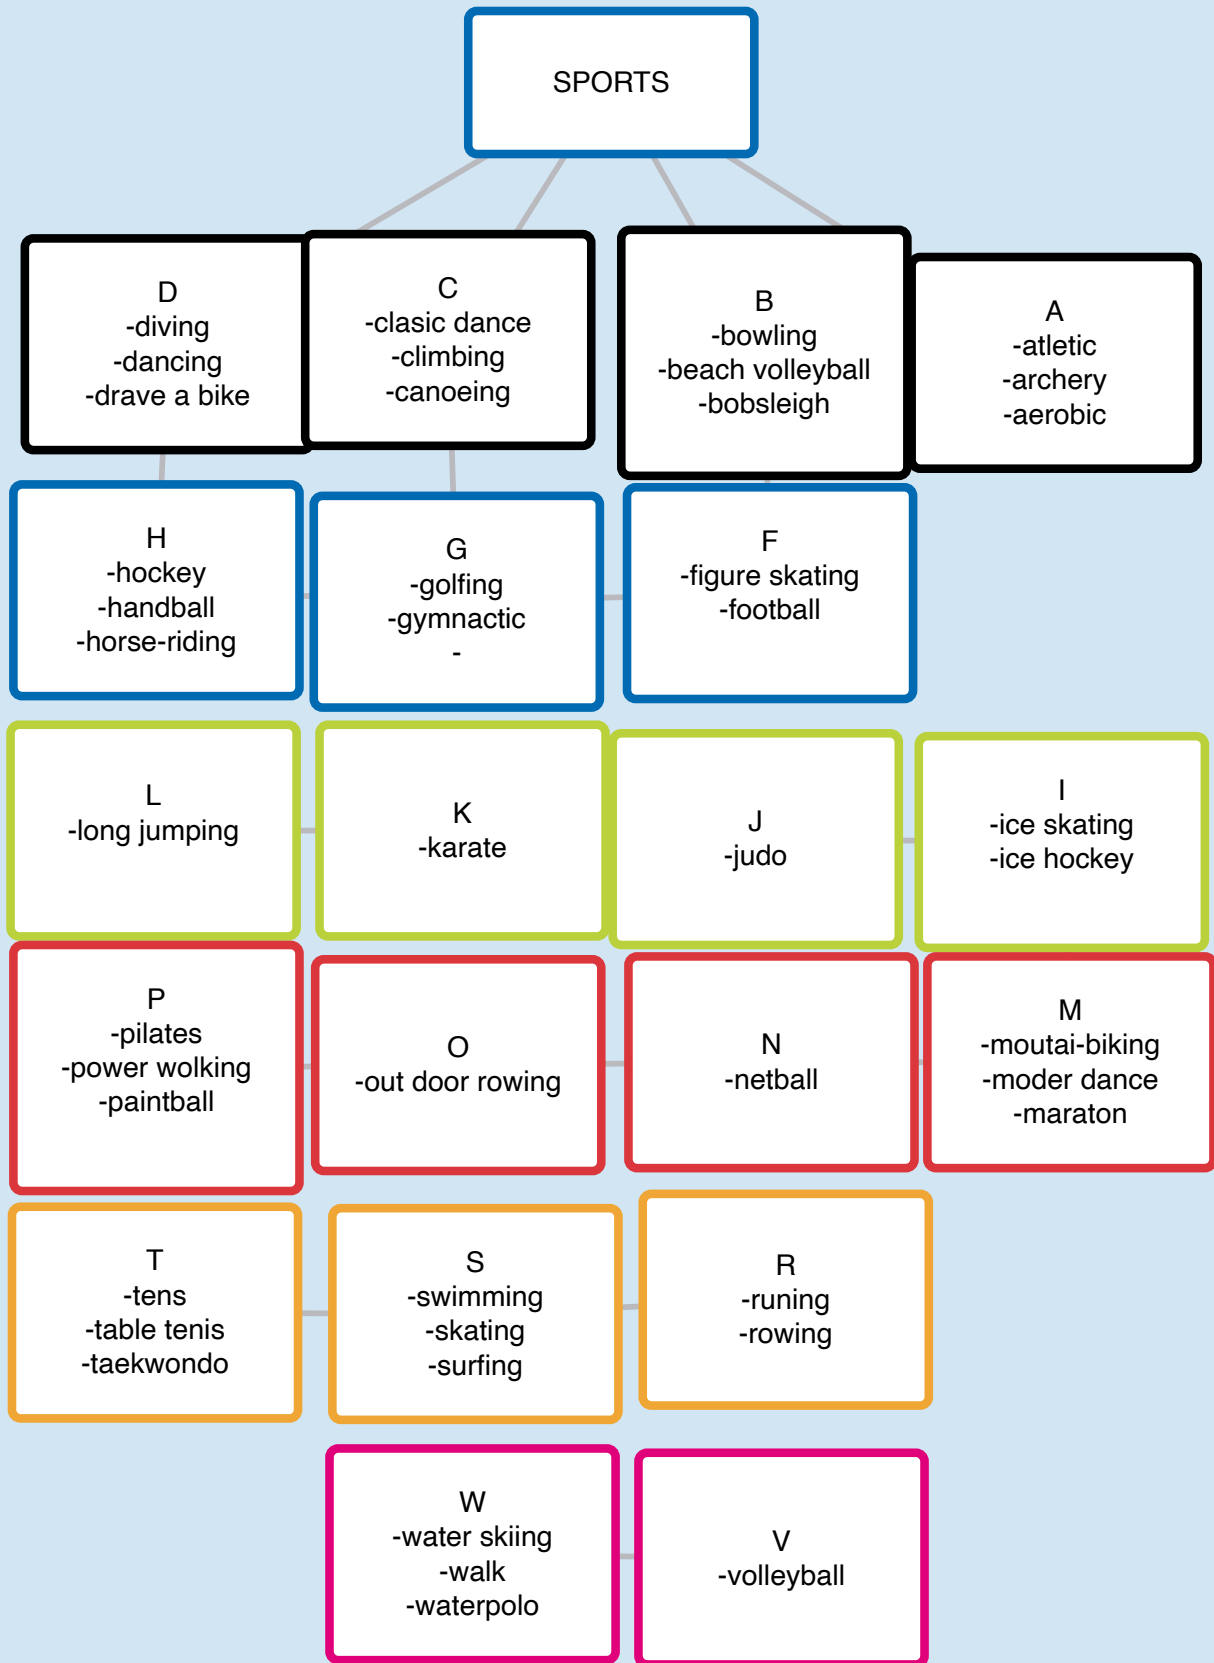 SPORTS
D
-diving
-dancing
-drave a bike
C
-clasic dance
-climbing
-canoeing
B
-bowling
-beach volleyball
-bobsleigh
A
-atletic
-archery
-aerobic
H
-hockey
-handball
-horse-riding
G
-golfing
-gymnactic
-
F
-figure skating
-football
L
-long jumping
K
-karate
J
-judo
I
-ice skating
-ice hockey
P
-pilates
-power wolking
-paintball
O
-out door rowing
N
-netball
M
-moutai-biking
-moder dance
-maraton
T
-tens
-table tenis
-taekwondo
S
-swimming
-skating
-surfing
R
-runing
-rowing
W
-water skiing
-walk
-waterpolo
V
-volleyball